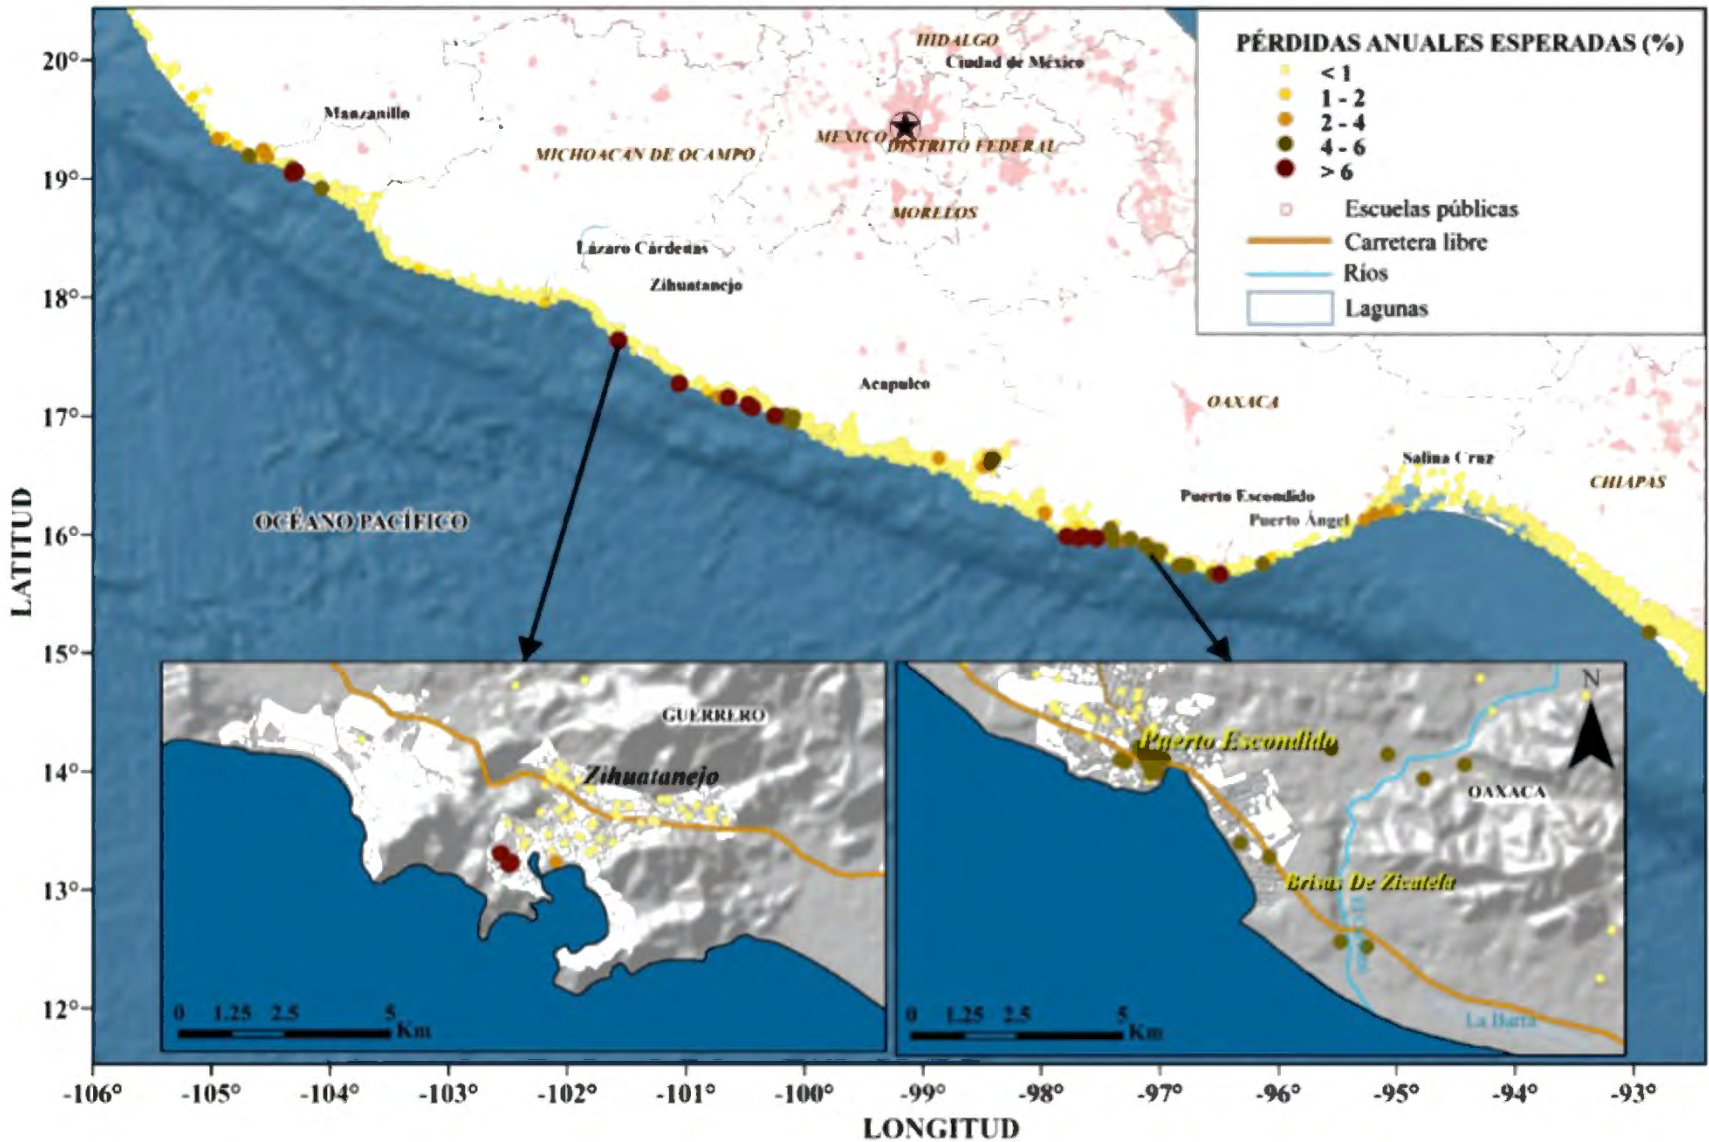 PÉRDIDAS ANUALES ESPERADAS (%)
< 1
1 - 2
2 - 4
4 - 6
> 6
Escuelas públicas
Carretera libre
Ríos
Lagunas
20°
19°
18°
17°
16°
15°
14°
13°
12°
LATITUD
HIDALGO
Ciudad de México
Manzanillo
MEXICO
DISTRITO FEDERAL
MICHOACAN DE OCAMPO
MORELOS
Lázaro Cárdenas
Zihuatanejo
Acapulco
OAXACA
Salina Cruz
CHIAPAS
Puerto Escondido
Puerto Ángel
OCÉANO PACÍFICO
GUERRERO
Zihuatanejo
0 1.25 2.5 5
Km
N
Puerto Escondido
OAXACA
Brisas De Zicatela
La Barra
0 1.25 2.5 5
Km
-106° -105° -104° -103° -102° -101° -100° -99° -98° -97° -96° -95° -94° -93°
LONGITUD